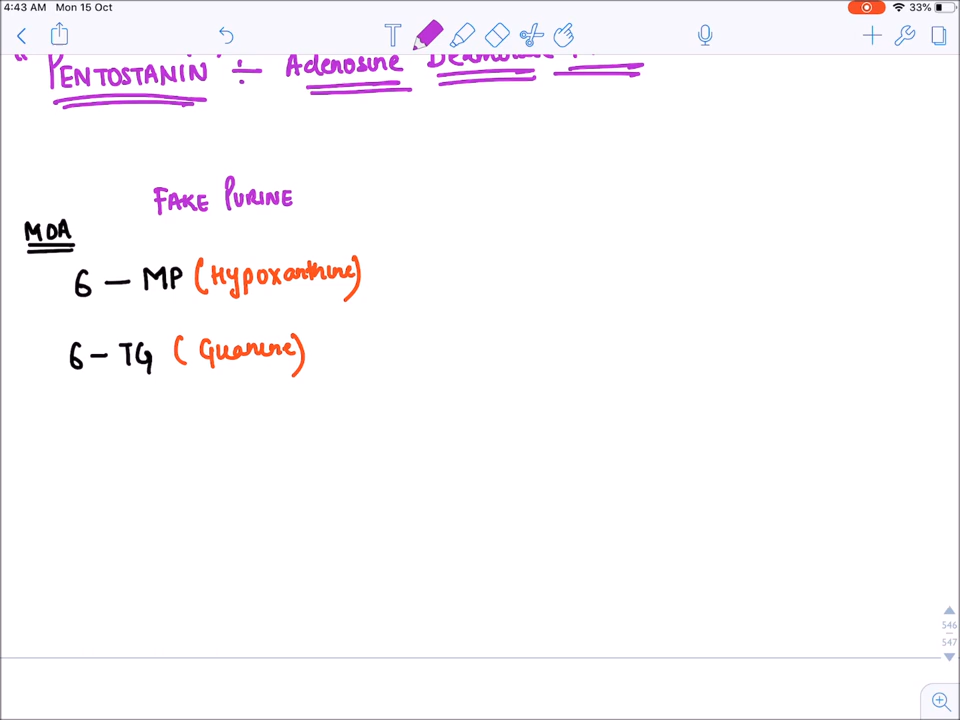 4:43 AM Mon 15 Oct 33%
T
" PENTOSTANIN ÷ Adenosine
FAKE PURINE
MOA
6 – MP (Hypoxanthine)
6 – TG (Guanine)
546
547